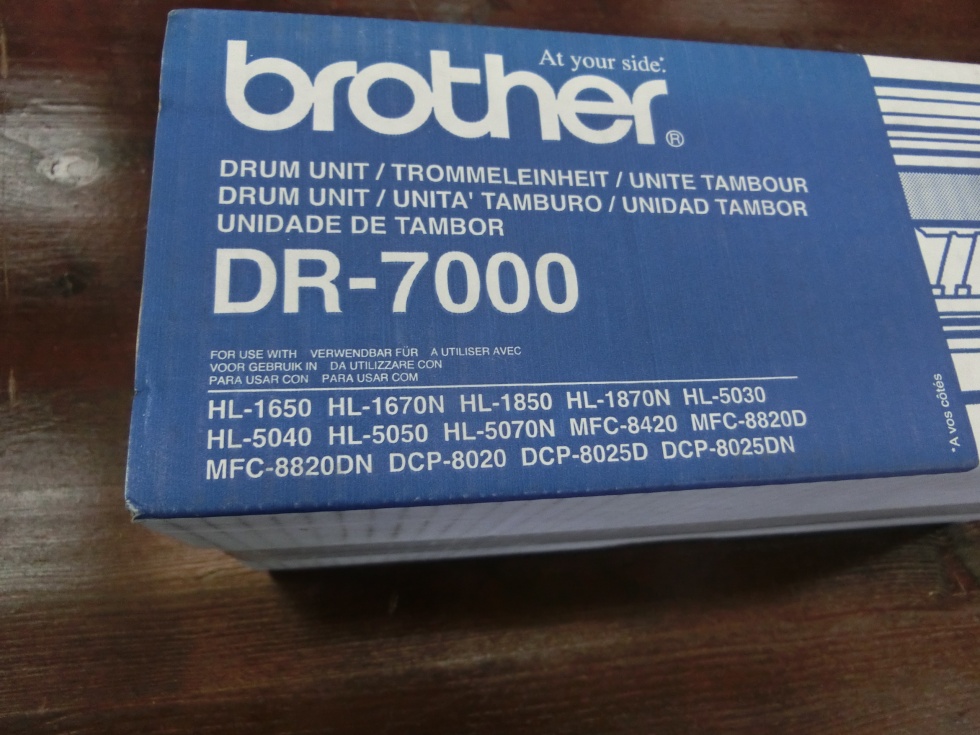 At your side.
brother®
DRUM UNIT / TROMMELEINHEIT / UNITE TAMBOUR
DRUM UNIT / UNITA' TAMBURO / UNIDAD TAMBOR
UNIDADE DE TAMBOR
DR-7000
FOR USE WITH VERWENDBAR FÜR A UTILISER AVEC
VOOR GEBRUIK IN DA UTILIZZARE CON
PARA USAR CON PARA USAR COM
HL-1650 HL-1670N HL-1850 HL-1870N HL-5030
HL-5040 HL-5050 HL-5070N MFC-8420 MFC-8820D
MFC-8820DN DCP-8020 DCP-8025D DCP-8025DN
*A vos côtés